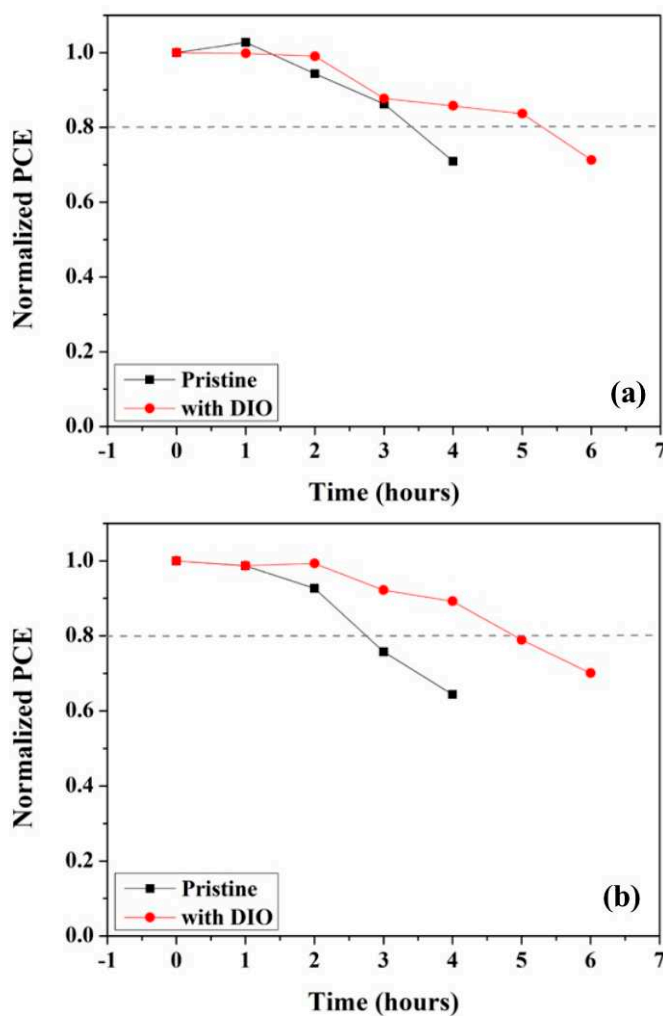 1.0
0.8
0.6
0.4
0.2
0.0
Normalized PCE
Pristine
with DIO
(a)
-1 0 1 2 3 4 5 6 7
Time (hours)
1.0
0.8
0.6
0.4
0.2
0.0
Normalized PCE
Pristine
with DIO
(b)
-1 0 1 2 3 4 5 6 7
Time (hours)